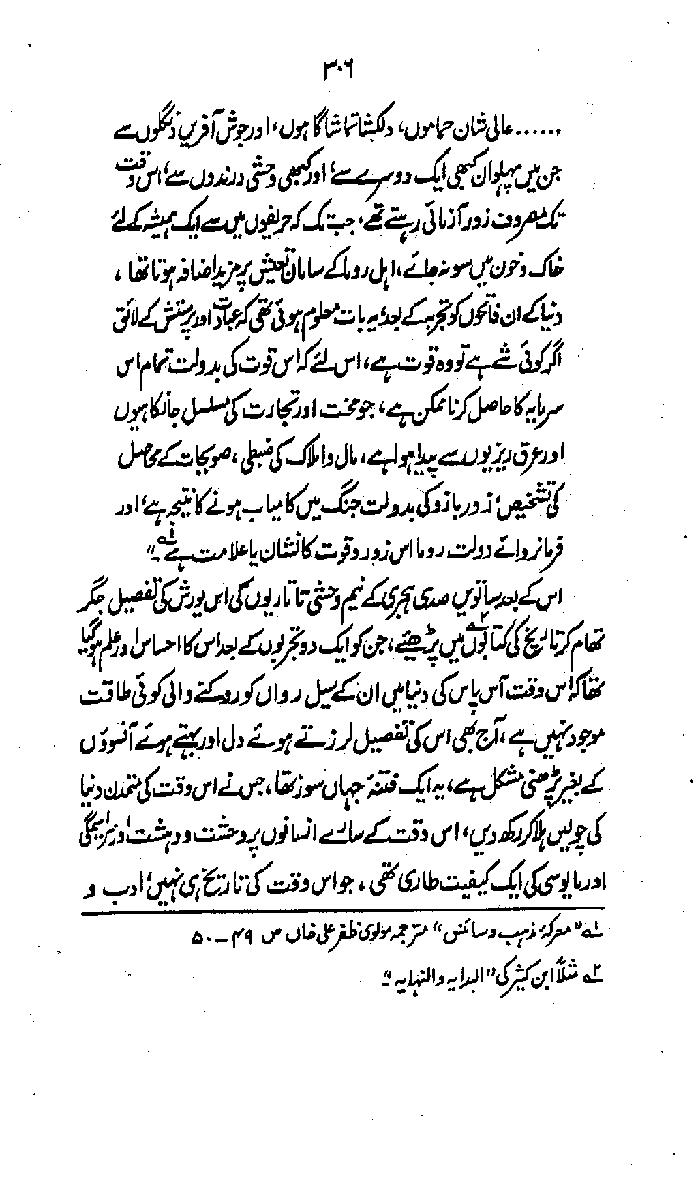 ۳۰۶
...... عالی شان حماموں، دلکشا تماشا گاہوں، اور جوش آفریں دنگلوں سے
جن میں پہلوان کبھی ایک دوسرے سے، اور کبھی وحشی درندوں سے، اس وقت
تک مصروف زور آزمائی رہتے تھے، جب تک کہ حریفوں میں سے ایک ہمیشہ کے لئے
خاک و خون میں سو نہ جائے، اہل روما کے سامان تعیش پر مزید اضافہ ہوتا تھا،
دنیا کے ان فاتحوں کو تجربہ کے بعد یہ بات معلوم ہوئی تھی کہ عبادت اور پرستش کے لائق
اگر کوئی شے ہے تو وہ قوت ہے، اس لئے کہ اس قوت کی بدولت تمام اس
سرمایہ کا حاصل کرنا ممکن ہے، جو محنت اور تجارت کی مسلسل جانکاہیوں
اور عرق ریزیوں سے پیدا ہوا ہے، مال و املاک کی ضبطی، صوبجات کے محاصل
کی تشخیص، زور بازو کی بدولت جنگ میں کامیاب ہونے کا نتیجہ ہے، اور
فرمانروائے دولت روما اس زور و قوت کا نشان یا علامت ہے۔"۱ے
اس کے بعد ساتویں صدی ہجری کے نیم وحشی تاتاریوں کی اس یورش کی تفصیل جگر
تھام کر تاریخ کی کتابوں۲ے میں پڑھئے، جن کو ایک دو تجربوں کے بعد اس کا احساس اور علم ہو گیا
تھا کہ اس وقت آس پاس کی دنیا میں ان کے سیل رواں کو روکنے والی کوئی طاقت
موجود نہیں ہے، آج بھی اس کی تفصیل لرزتے ہوئے دل اور بہتے ہوئے آنسوؤں
کے بغیر پڑھنی مشکل ہے، یہ ایک فتنۂ جہاں سوز تھا، جس نے اس وقت کی متمدن دنیا
کی چولیں ہلا کر رکھ دیں، اس وقت کے سارے انسانوں پر وحشت و دہشت اور سراسیمگی
اور مایوسی کی ایک کیفیت طاری تھی، جو اس وقت کی تاریخ ہی نہیں، ادب و
۱ے "معرکۂ مذہب و سائنس" مترجمہ مولوی ظفر علی خاں ص ۴۹-۵۰
۲ے مثلاً ابن کثیر کی "البدایہ والنہایہ"۔